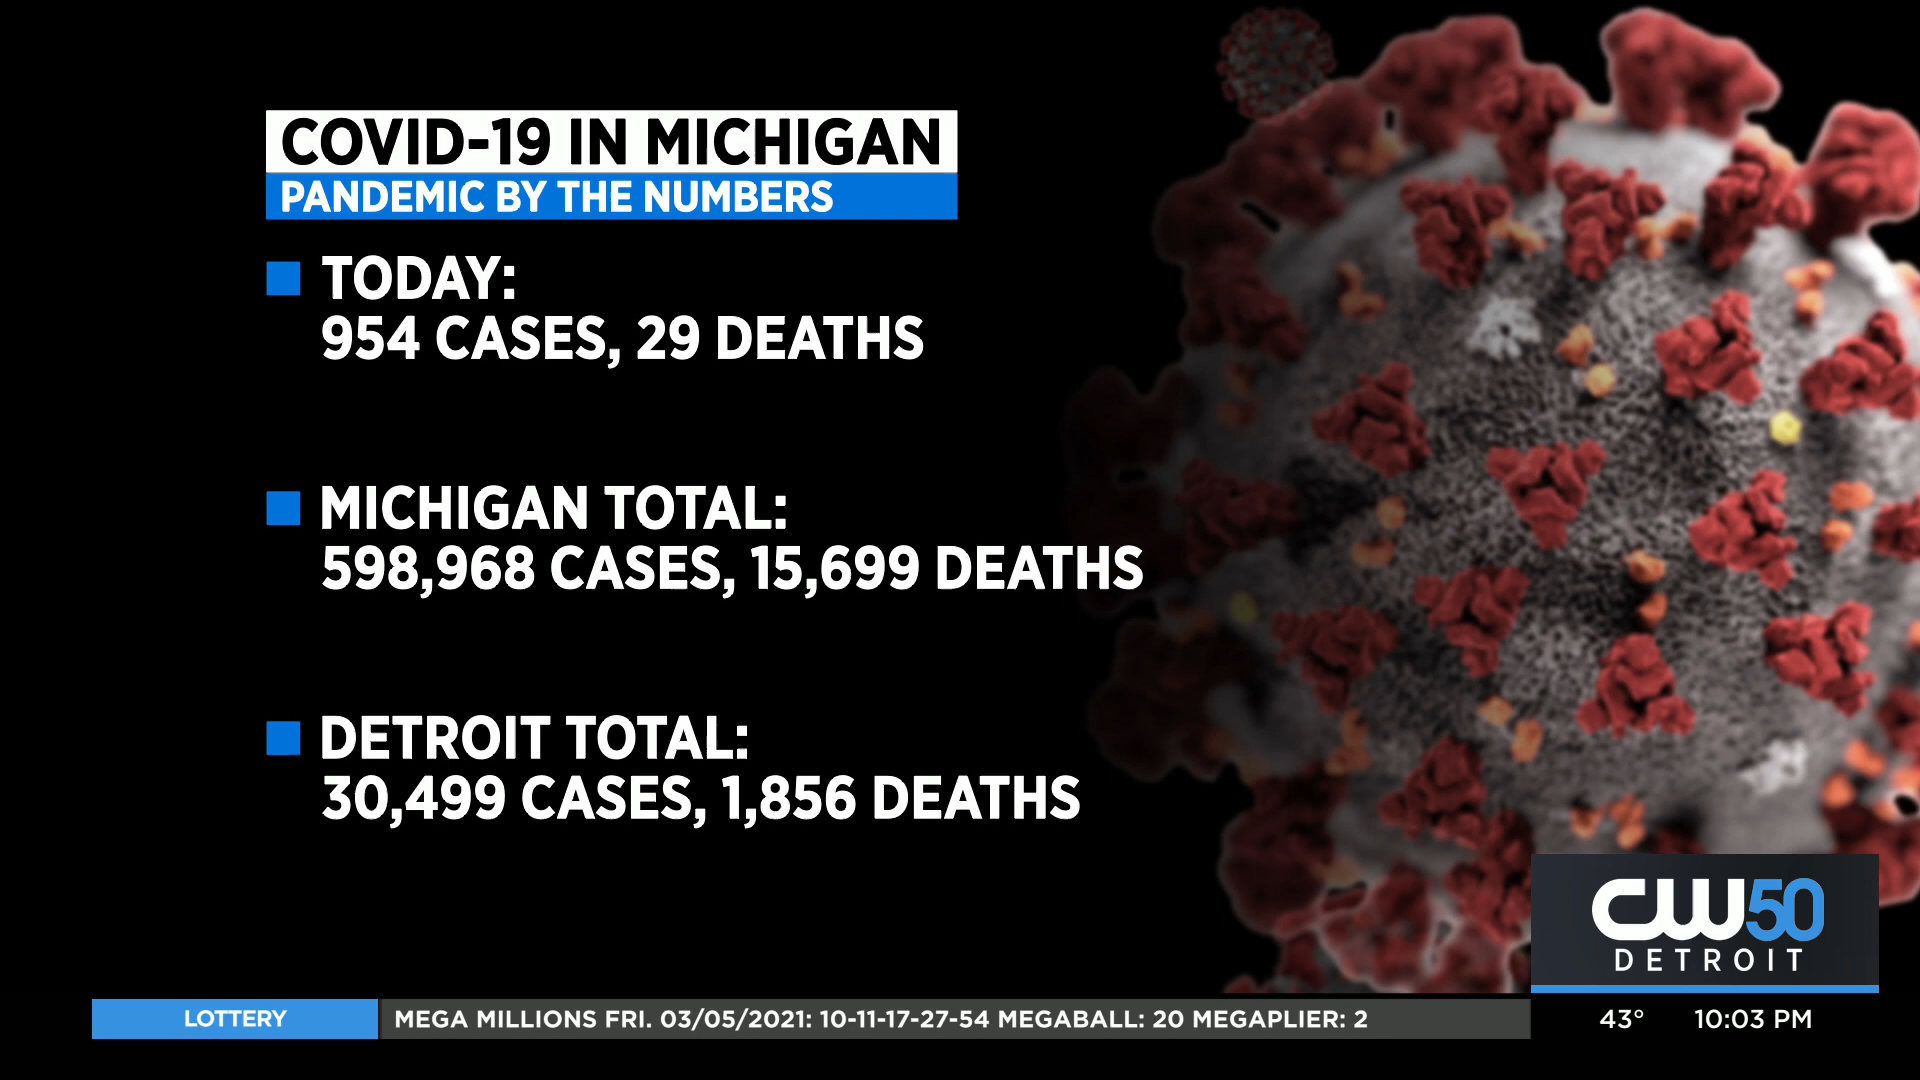 COVID-19 IN MICHIGAN
PANDEMIC BY THE NUMBERS
TODAY:
954 CASES, 29 DEATHS
MICHIGAN TOTAL:
598,968 CASES, 15,699 DEATHS
DETROIT TOTAL:
30,499 CASES, 1,856 DEATHS
CW50
DETROIT
LOTTERY
MEGA MILLIONS FRI. 03/05/2021: 10-11-17-27-54 MEGABALL: 20 MEGAPLIER: 2
43° 10:03 PM